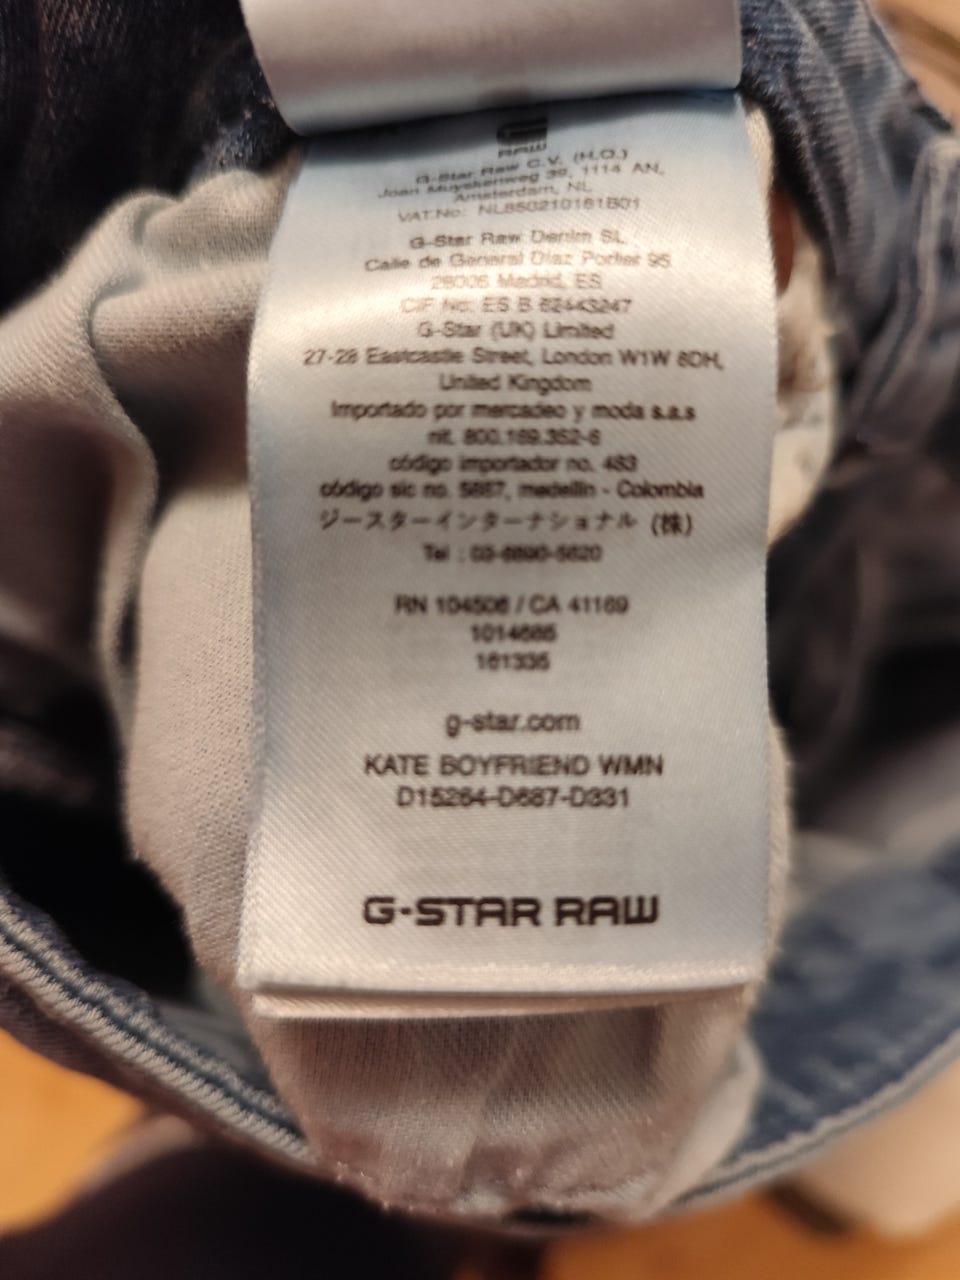 RAW
G-Star Raw C.V. (H.Q.)
Joan Muyskenweg 39, 1114 AN,
Amsterdam, NL
VAT.No: NL850210161B01
G-Star Raw Denim SL
Calle de General Diaz Porlier 95
28006 Madrid, ES
CIF No: ES B 82443247
G-Star (UK) Limited
27-28 Eastcastle Street, London W1W 8DH,
United Kingdom
Importado por mercadeo y moda s.a.s
nit. 800.169.352-6
código importador no. 483
código sic no. 5887, medellin - Colombia
ジースターインターナショナル (株)
Tel : 03-6890-5620
RN 104506 / CA 41169
1014685
161335
g-star.com
KATE BOYFRIEND WMN
D15264-D687-D331
G-STAR RAW